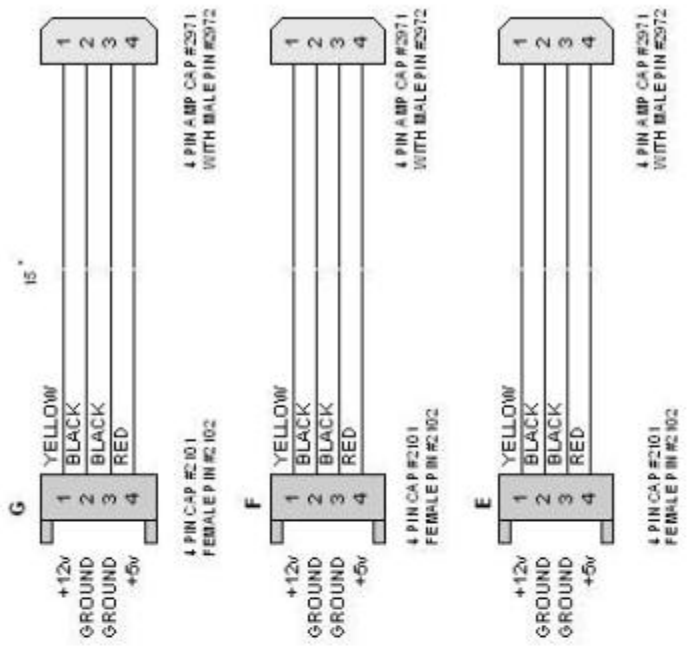 G
15"
+12v
GROUND
GROUND
+5v
1
2
3
4
YELLOW
BLACK
BLACK
RED
1
2
3
4
4 PIN CAP #2101
FEMALE PIN #2102
4 PIN AMP CAP #2971
WITH MALE PIN #2972
F
+12v
GROUND
GROUND
+5v
1
2
3
4
YELLOW
BLACK
BLACK
RED
1
2
3
4
4 PIN CAP #2101
FEMALE PIN #2102
4 PIN AMP CAP #2971
WITH MALE PIN #2972
E
+12v
GROUND
GROUND
+5v
1
2
3
4
YELLOW
BLACK
BLACK
RED
1
2
3
4
4 PIN CAP #2101
FEMALE PIN #2102
4 PIN AMP CAP #2971
WITH MALE PIN #2972